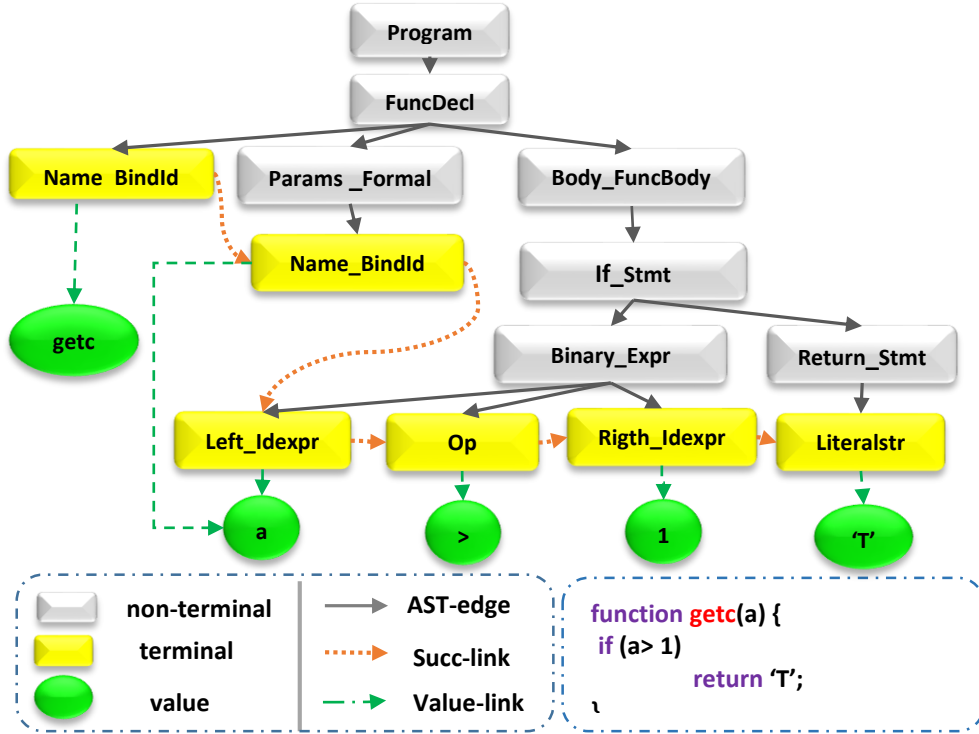 Program
FuncDecl
Name BindId
Params _Formal
Body_FuncBody
Name_BindId
If_Stmt
getc
Binary_Expr
Return_Stmt
Left_Idexpr
Op
Rigth_Idexpr
Literalstr
a
>
1
‘T’
non-terminal
terminal
value
AST-edge
Succ-link
Value-link
function getc(a) {
if (a> 1)
return ‘T’;
}